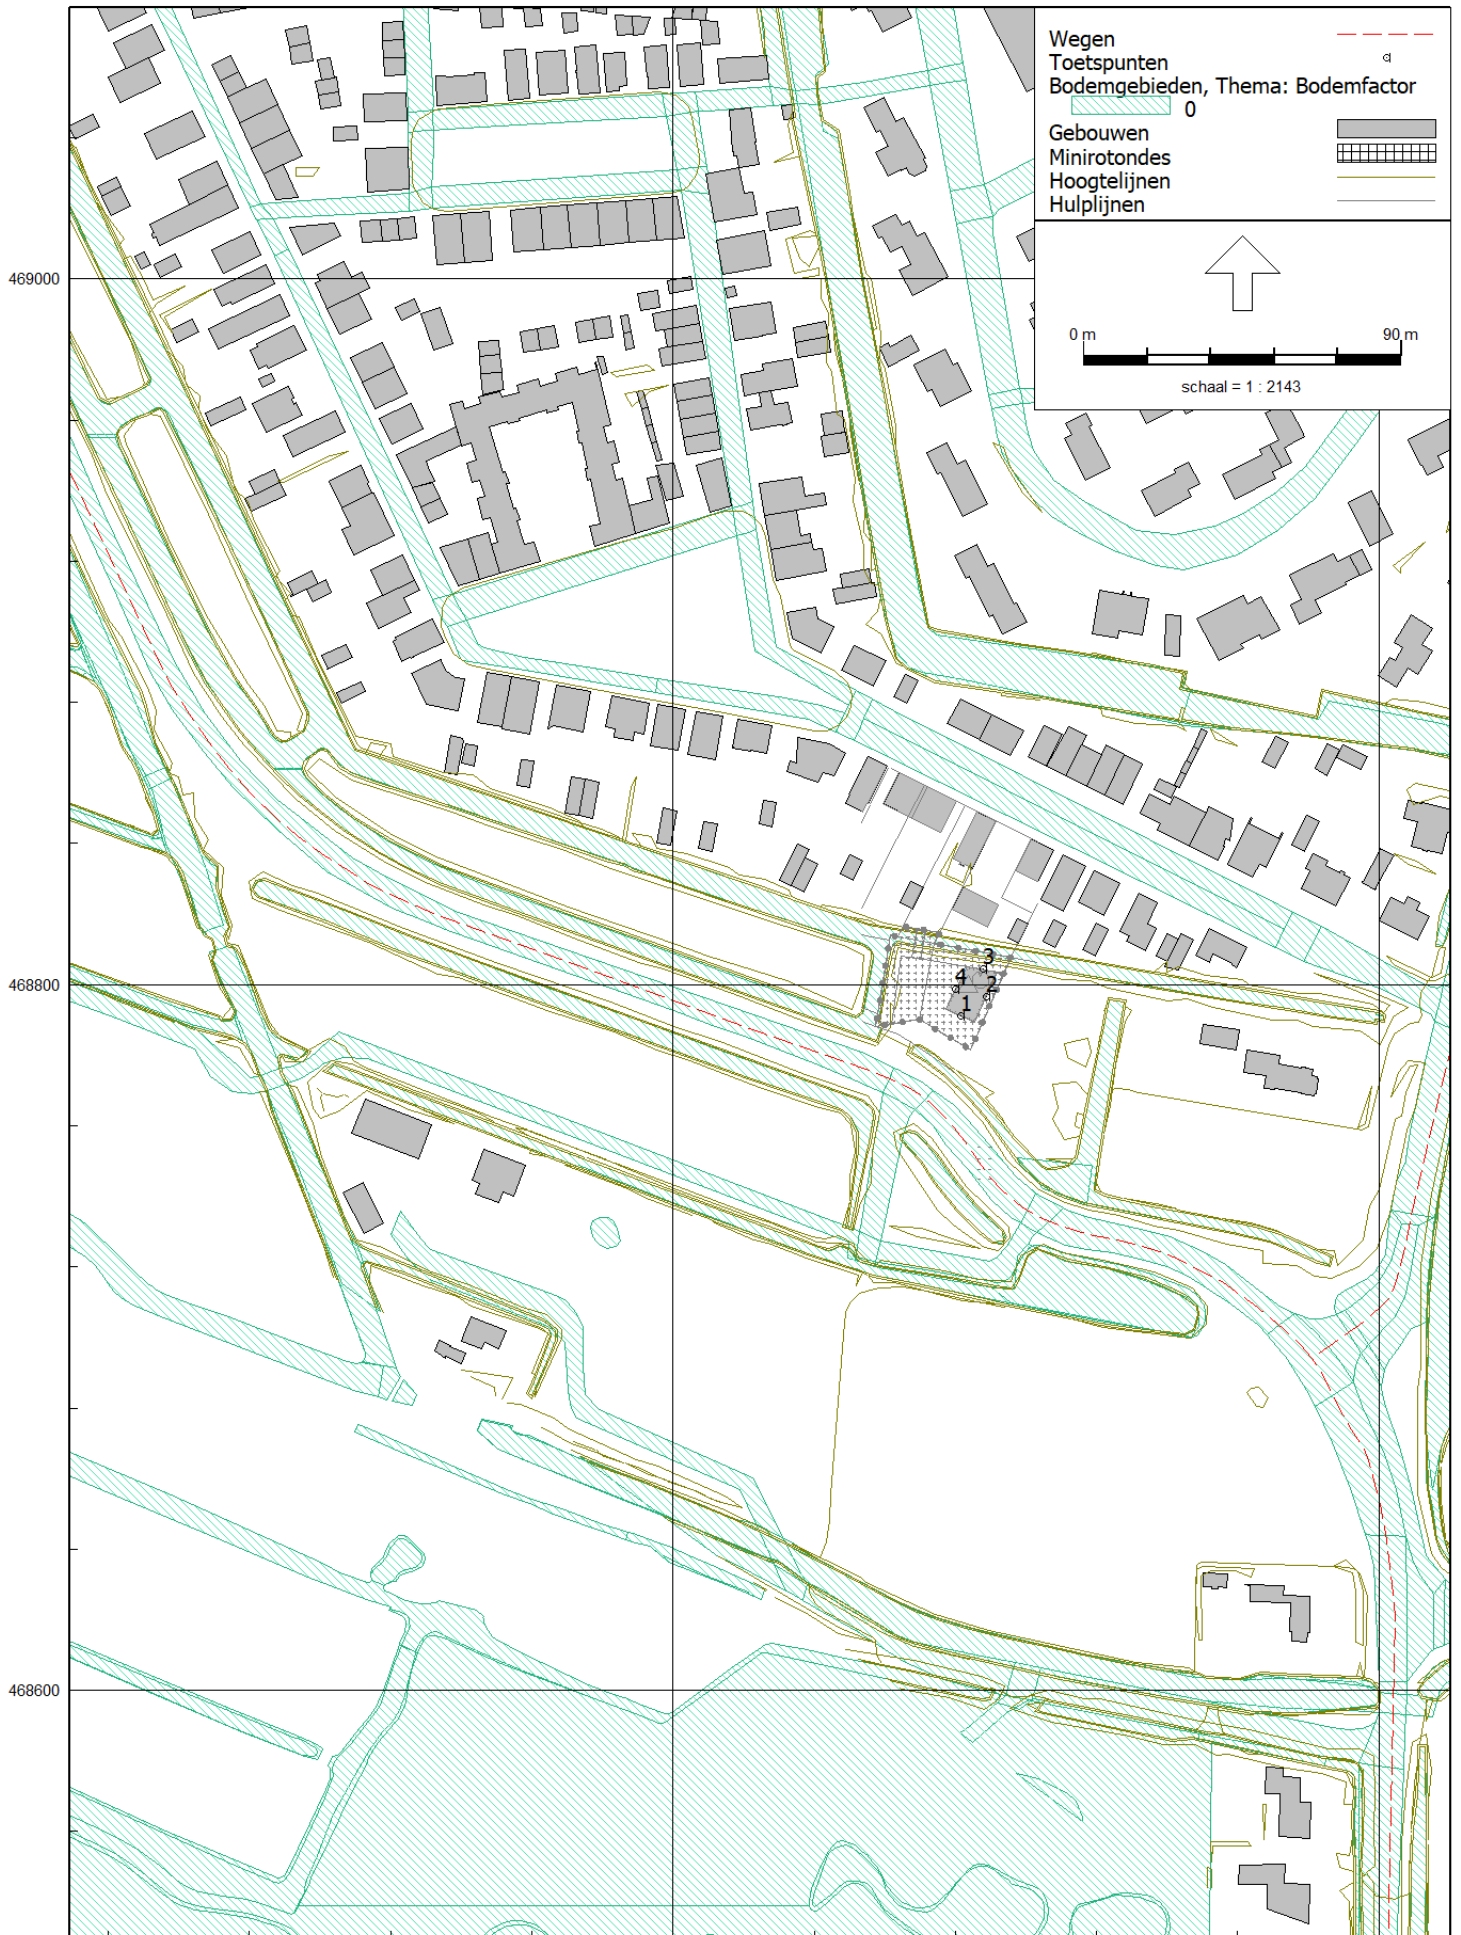 Wegen
Toetspunten
Bodemgebieden, Thema: Bodemfactor
0
Gebouwen
Minirotondes
Hoogtelijnen
Hulplijnen
469000
0 m 90 m
schaal = 1 : 2143
3
468800
4
2
1
468600